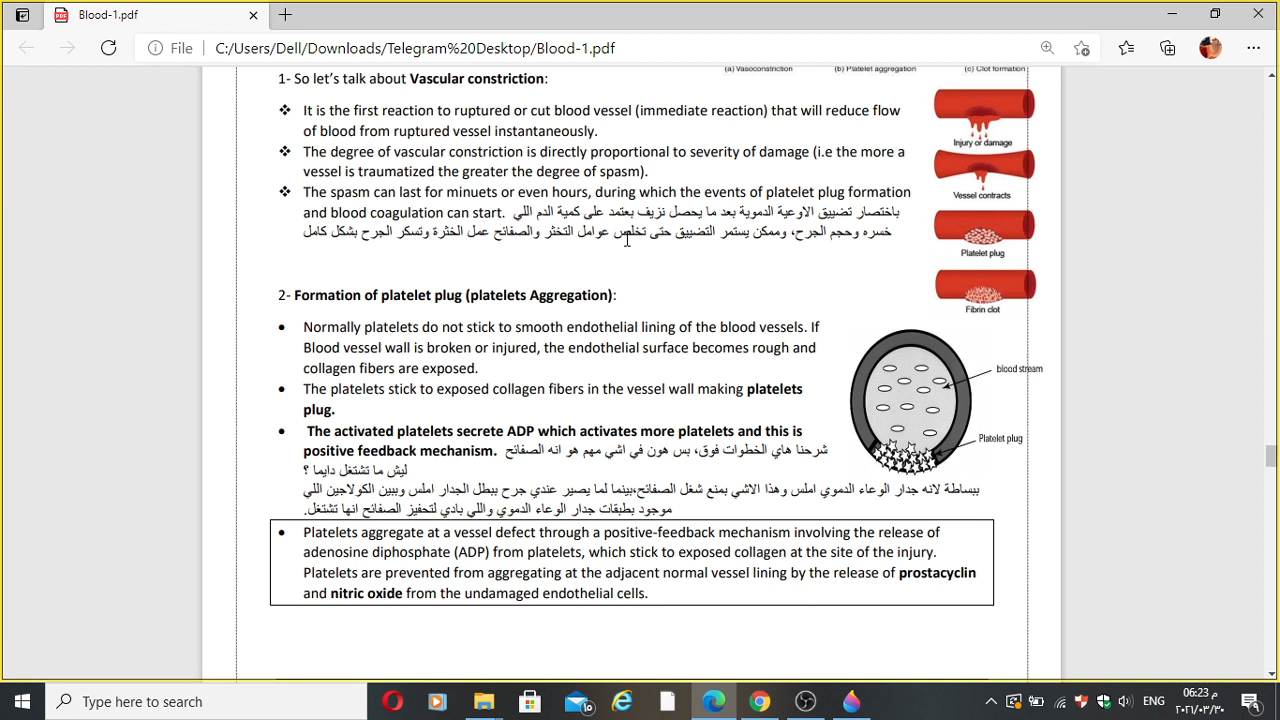 Blood-1.pdf
File
C:/Users/Dell/Downloads/Telegram%20Desktop/Blood-1.pdf
(a) Vasoconstriction (b) Platelet aggregation (c) Clot formation
1- So let's talk about Vascular constriction:
❖ It is the first reaction to ruptured or cut blood vessel (immediate reaction) that will reduce flow
of blood from ruptured vessel instantaneously.
❖ The degree of vascular constriction is directly proportional to severity of damage (i.e the more a
vessel is traumatized the greater the degree of spasm).
❖ The spasm can last for minuets or even hours, during which the events of platelet plug formation
and blood coagulation can start. باختصار تضييق الاوعية الدموية بعد ما يحصل نزيف بعتمد على كمية الدم اللي
خسره وحجم الجرح، وممكن يستمر التضييق حتى تخلص عوامل التخثر والصفائح عمل الخثرة وتسكر الجرح بشكل كامل
Injury or damage
Vessel contracts
Platelet plug
Fibrin clot
2- Formation of platelet plug (platelets Aggregation):
• Normally platelets do not stick to smooth endothelial lining of the blood vessels. If
Blood vessel wall is broken or injured, the endothelial surface becomes rough and
collagen fibers are exposed.
• The platelets stick to exposed collagen fibers in the vessel wall making platelets
plug.
• The activated platelets secrete ADP which activates more platelets and this is
positive feedback mechanism. شرحنا هاي الخطوات فوق، بس هون في اشي مهم هو انه الصفائح
ليش ما تشتغل دايما ؟
ببساطة لانه جدار الوعاء الدموي املس وهذا الاشي بمنع شغل الصفائح،بينما لما يصير عندي جرح ببطل الجدار املس وببين الكولاجين اللي
موجود بطبقات جدار الوعاء الدموي واللي بادي لتحفيز الصفائح انها تشتغل.
blood stream
Platelet plug
• Platelets aggregate at a vessel defect through a positive-feedback mechanism involving the release of
adenosine diphosphate (ADP) from platelets, which stick to exposed collagen at the site of the injury.
Platelets are prevented from aggregating at the adjacent normal vessel lining by the release of prostacyclin
and nitric oxide from the undamaged endothelial cells.
Type here to search
ENG
06:23 م
٢٠٢١/٠٣/٣٠